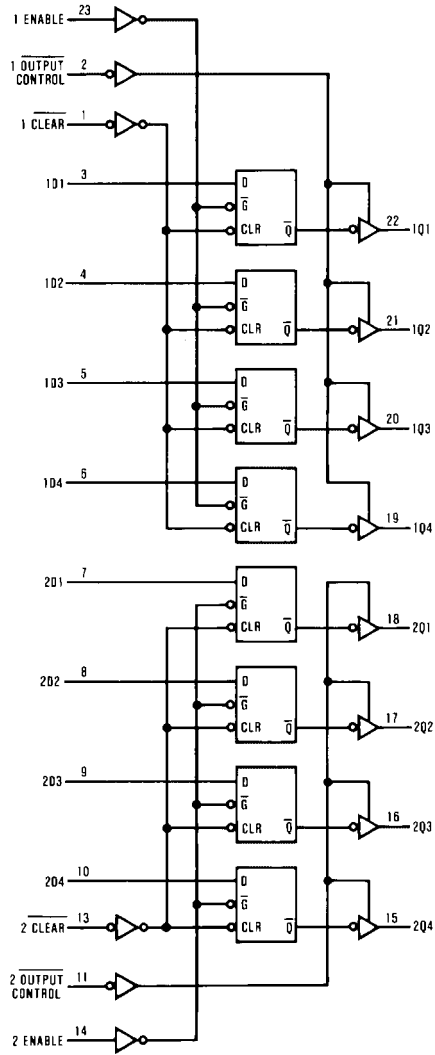 1 ENABLE 23
1 OUTPUT CONTROL 2
1 CLEAR 1
1D1 3 D
G̅
CLR Q̅ 22 1Q1
1D2 4 D
G̅
CLR Q̅ 21 1Q2
1D3 5 D
G̅
CLR Q̅ 20 1Q3
1D4 6 D
G̅
CLR Q̅ 19 1Q4
2D1 7 D
G̅
CLR Q̅ 18 2Q1
2D2 8 D
G̅
CLR Q̅ 17 2Q2
2D3 9 D
G̅
CLR Q̅ 16 2Q3
2D4 10 D
G̅
2 CLEAR 13 CLR Q̅ 15 2Q4
2 OUTPUT CONTROL 11
2 ENABLE 14